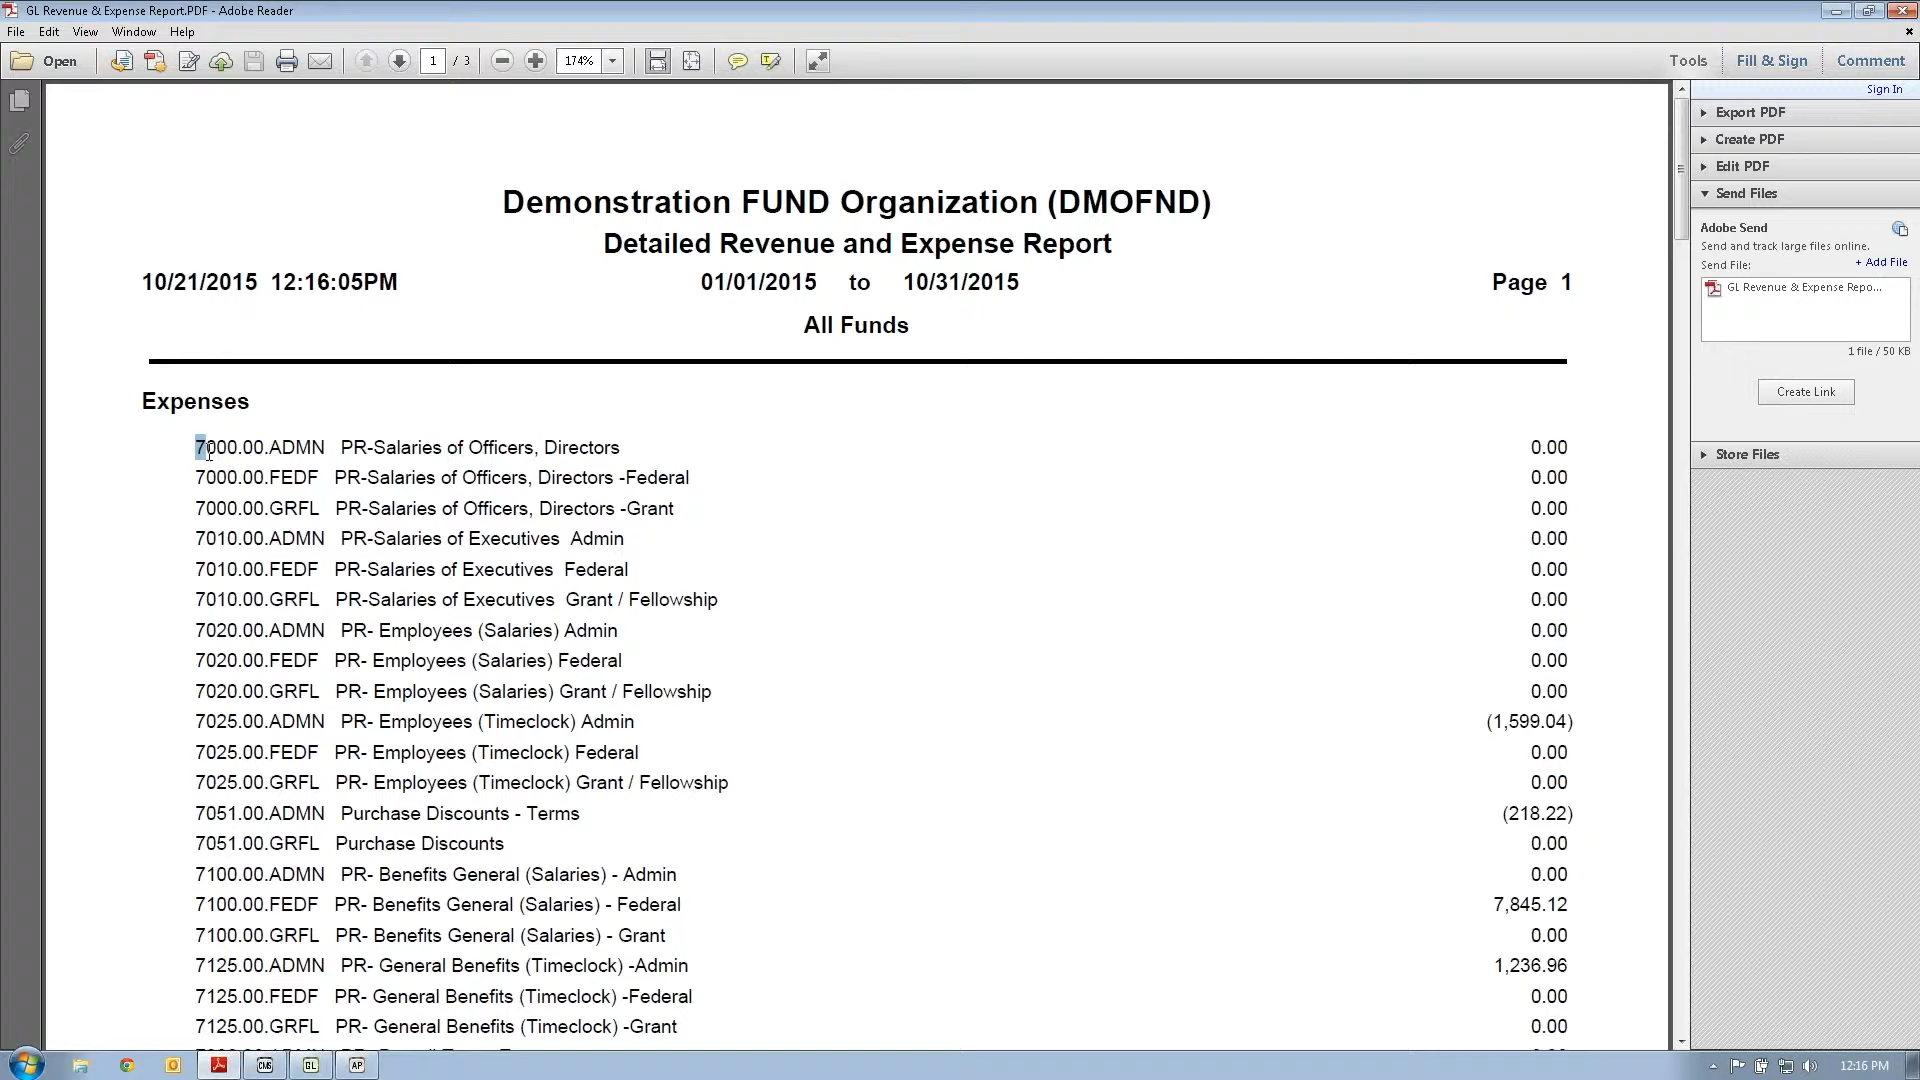 GL Revenue & Expense Report.PDF - Adobe Reader
File Edit View Window Help
Open 1 / 3 174% Tools Fill & Sign Comment
Sign In
Export PDF
Create PDF
Edit PDF
Send Files
Adobe Send
Send and track large files online.
Send File: + Add File
GL Revenue & Expense Repo...
1 file / 50 KB
Create Link
Store Files
Demonstration FUND Organization (DMOFND)
Detailed Revenue and Expense Report
10/21/2015 12:16:05PM 01/01/2015 to 10/31/2015 Page 1
All Funds
Expenses
7000.00.ADMN PR-Salaries of Officers, Directors 0.00
7000.00.FEDF PR-Salaries of Officers, Directors -Federal 0.00
7000.00.GRFL PR-Salaries of Officers, Directors -Grant 0.00
7010.00.ADMN PR-Salaries of Executives Admin 0.00
7010.00.FEDF PR-Salaries of Executives Federal 0.00
7010.00.GRFL PR-Salaries of Executives Grant / Fellowship 0.00
7020.00.ADMN PR- Employees (Salaries) Admin 0.00
7020.00.FEDF PR- Employees (Salaries) Federal 0.00
7020.00.GRFL PR- Employees (Salaries) Grant / Fellowship 0.00
7025.00.ADMN PR- Employees (Timeclock) Admin (1,599.04)
7025.00.FEDF PR- Employees (Timeclock) Federal 0.00
7025.00.GRFL PR- Employees (Timeclock) Grant / Fellowship 0.00
7051.00.ADMN Purchase Discounts - Terms (218.22)
7051.00.GRFL Purchase Discounts 0.00
7100.00.ADMN PR- Benefits General (Salaries) - Admin 0.00
7100.00.FEDF PR- Benefits General (Salaries) - Federal 7,845.12
7100.00.GRFL PR- Benefits General (Salaries) - Grant 0.00
7125.00.ADMN PR- General Benefits (Timeclock) -Admin 1,236.96
7125.00.FEDF PR- General Benefits (Timeclock) -Federal 0.00
7125.00.GRFL PR- General Benefits (Timeclock) -Grant 0.00
CMS GL AP 12:16 PM